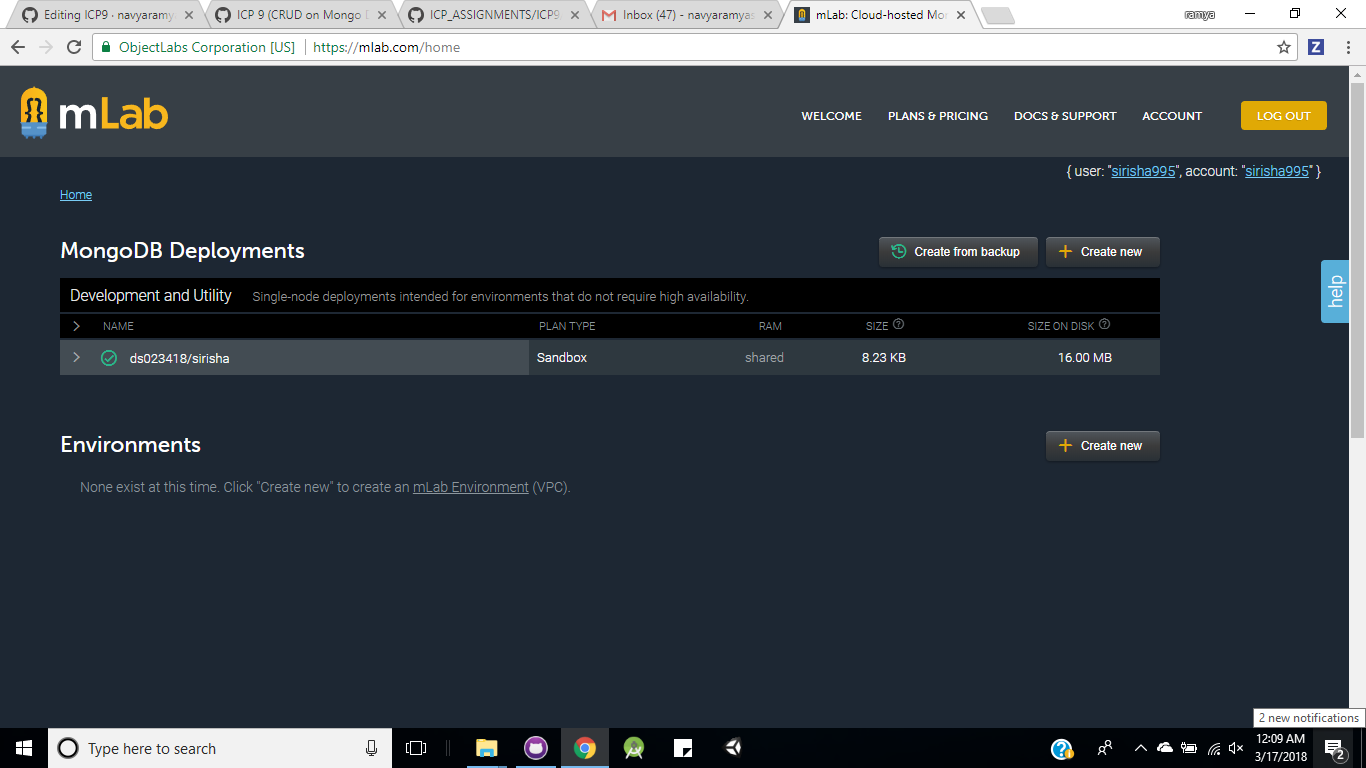 Editing ICP9 · navyaramy
ICP 9 (CRUD on Mongo D
ICP_ASSIGNMENTS/ICP9
Inbox (47) - navyaramyas
mLab: Cloud-hosted Mon
ramya
ObjectLabs Corporation [US]
https://mlab.com/home
Z
mLab
WELCOME
PLANS & PRICING
DOCS & SUPPORT
ACCOUNT
LOG OUT
{ user: "sirisha995", account: "sirisha995" }
Home
MongoDB Deployments
Create from backup
Create new
help
Development and Utility
Single-node deployments intended for environments that do not require high availability.
NAME
PLAN TYPE
RAM
SIZE
SIZE ON DISK
ds023418/sirisha
Sandbox
shared
8.23 KB
16.00 MB
Environments
Create new
None exist at this time. Click "Create new" to create an mLab Environment (VPC).
2 new notifications
Type here to search
12:09 AM
3/17/2018
2